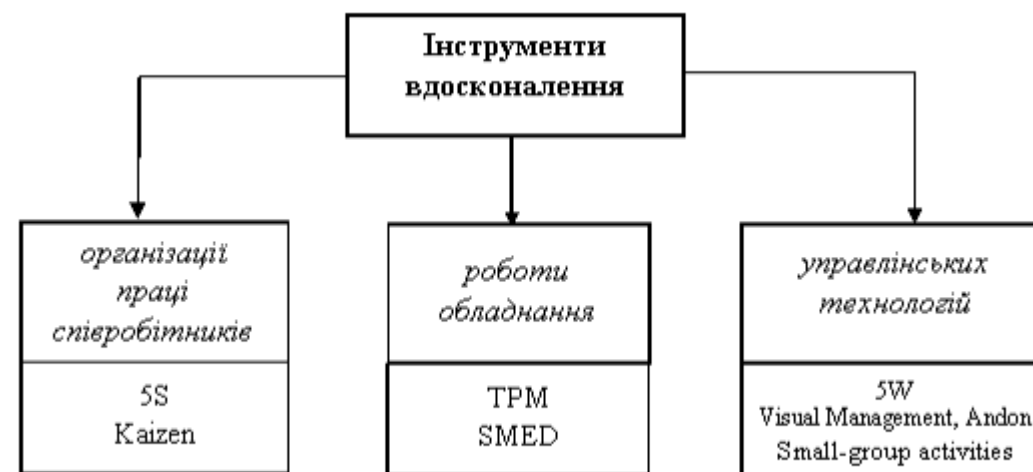 Інструменти
вдосконалення
організації
праці
співробітників
5S
Kaizen
роботи
обладнання
TPM
SMED
управлінських
технологій
5W
Visual Management, Andon
Small-group activities